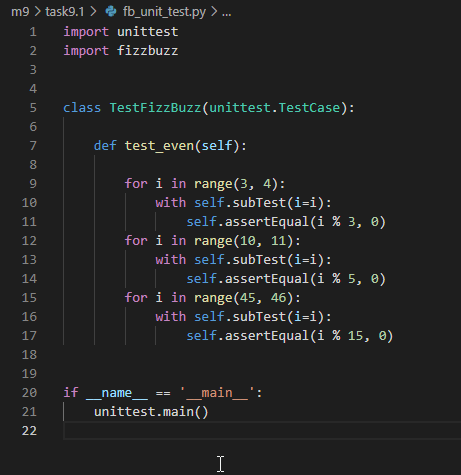 m9 > task9.1 > fb_unit_test.py > ...
1 import unittest
2 import fizzbuzz
3
4
5 class TestFizzBuzz(unittest.TestCase):
6
7     def test_even(self):
8
9         for i in range(3, 4):
10             with self.subTest(i=i):
11                 self.assertEqual(i % 3, 0)
12         for i in range(10, 11):
13             with self.subTest(i=i):
14                 self.assertEqual(i % 5, 0)
15         for i in range(45, 46):
16             with self.subTest(i=i):
17                 self.assertEqual(i % 15, 0)
18
19
20 if __name__ == '__main__':
21     unittest.main()
22